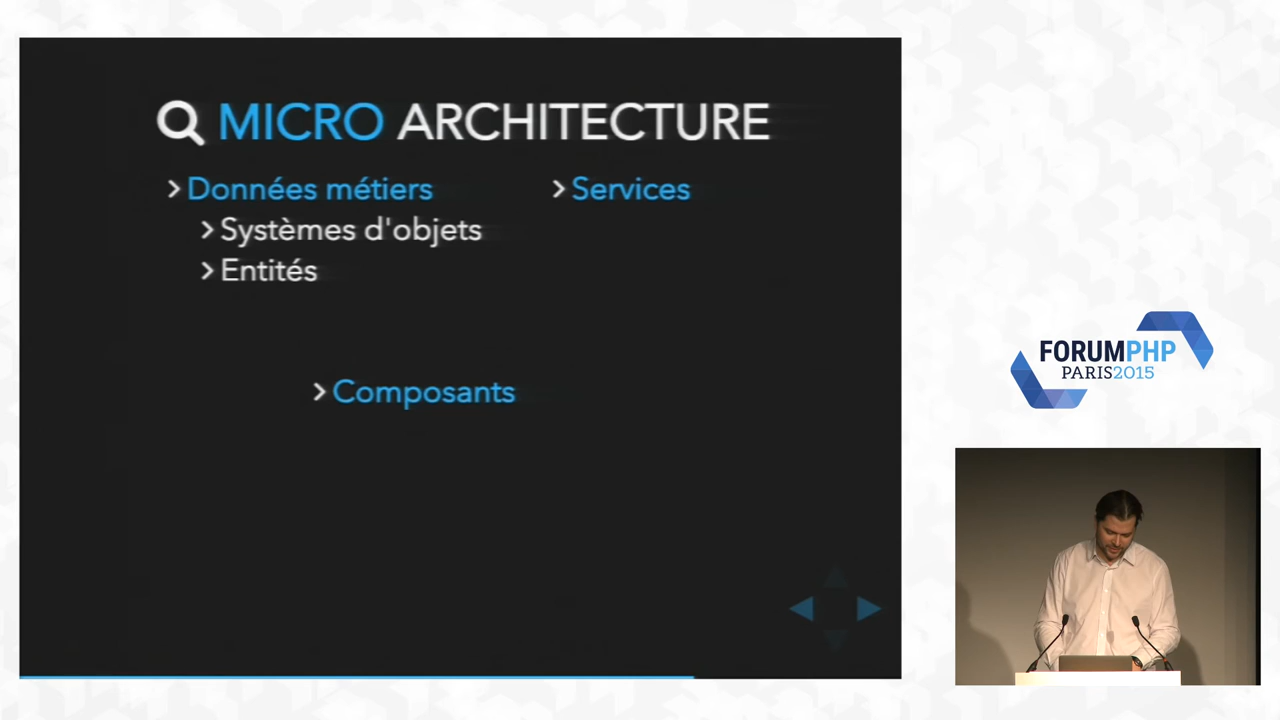 MICRO ARCHITECTURE
Données métiers
Services
Systèmes d'objets
Entités
Composants
FORUMPHP
PARIS2015